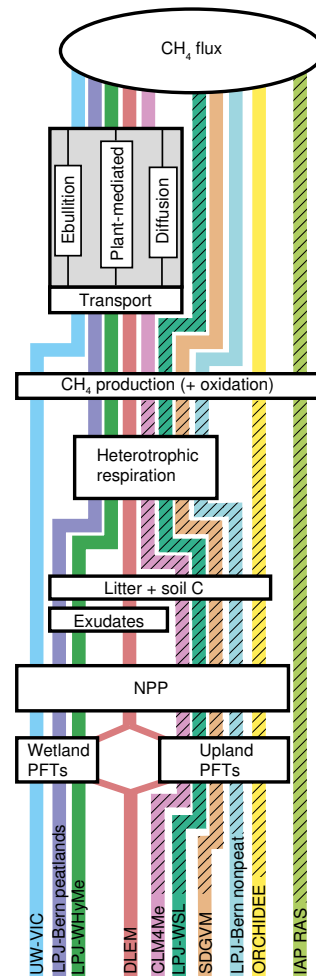 CH4 flux
Ebullition
Plant-mediated
Diffusion
Transport
CH4 production (+ oxidation)
Heterotrophic
respiration
Litter + soil C
Exudates
NPP
Wetland
PFTs
Upland
PFTs
UW-VIC
LPJ-Bern peatlands
LPJ-WHyMe
DLEM
CLM4Me
LPJ-WSL
SDGVM
LPJ-Bern nonpeat
ORCHIDEE
IAP RAS